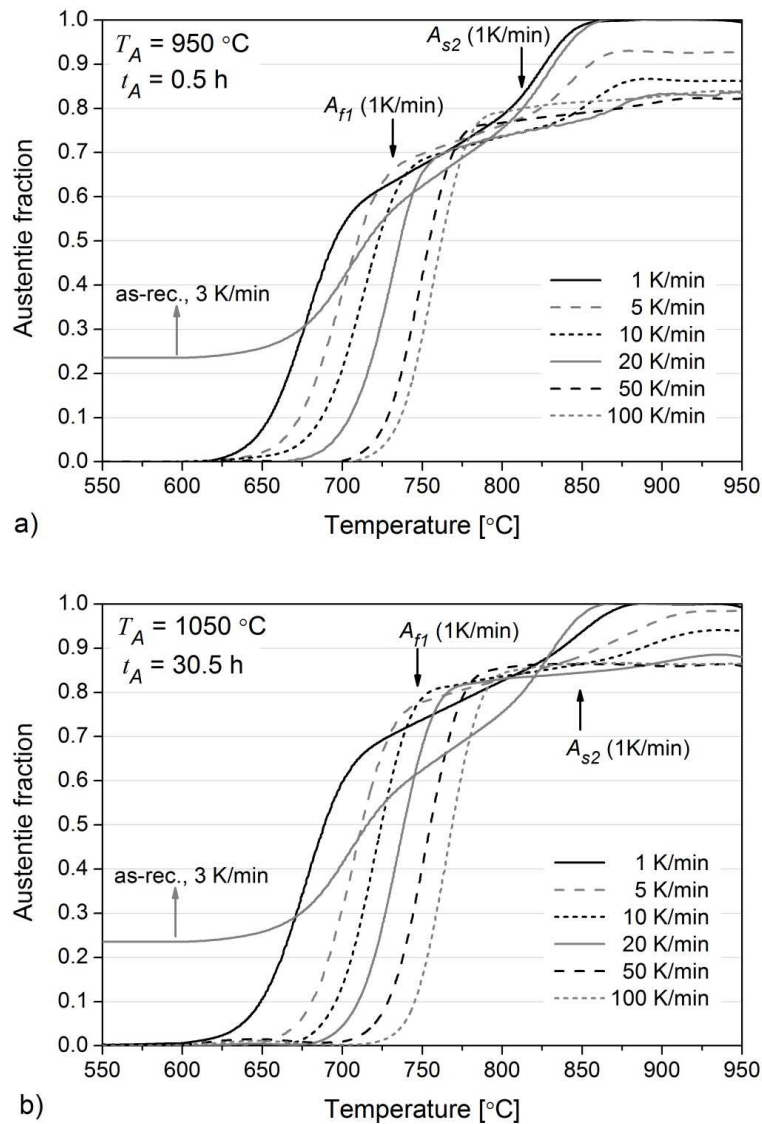 T_A = 950 °C
t_A = 0.5 h
A_s2 (1K/min)
A_f1 (1K/min)
as-rec., 3 K/min
1 K/min
5 K/min
10 K/min
20 K/min
50 K/min
100 K/min
Austentie fraction
1.0
0.9
0.8
0.7
0.6
0.5
0.4
0.3
0.2
0.1
0.0
550 600 650 700 750 800 850 900 950
Temperature [°C]
a)
T_A = 1050 °C
t_A = 30.5 h
A_f1 (1K/min)
A_s2 (1K/min)
as-rec., 3 K/min
1 K/min
5 K/min
10 K/min
20 K/min
50 K/min
100 K/min
Austentie fraction
1.0
0.9
0.8
0.7
0.6
0.5
0.4
0.3
0.2
0.1
0.0
550 600 650 700 750 800 850 900 950
Temperature [°C]
b)